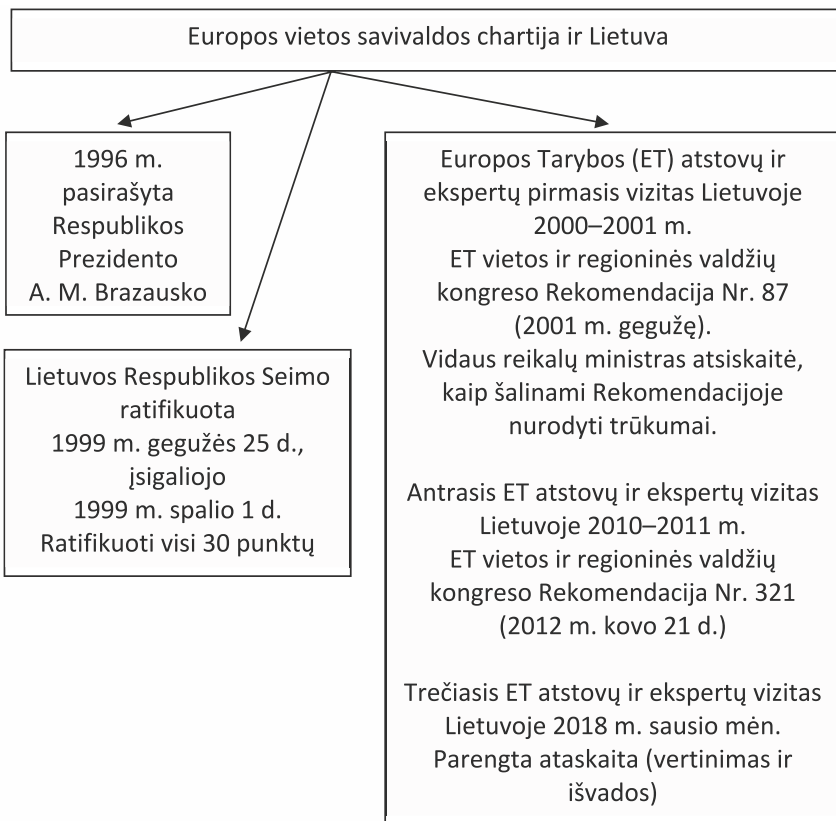 Europos vietos savivaldos chartija ir Lietuva
1996 m.
pasirašyta
Respublikos
Prezidento
A. M. Brazausko
Lietuvos Respublikos Seimo
ratifikuota
1999 m. gegužės 25 d.,
įsigaliojo
1999 m. spalio 1 d.
Ratifikuoti visi 30 punktų
Europos Tarybos (ET) atstovų ir
ekspertų pirmasis vizitas Lietuvoje
2000–2001 m.
ET vietos ir regioninės valdžių
kongreso Rekomendacija Nr. 87
(2001 m. gegužę).
Vidaus reikalų ministras atsiskaitė,
kaip šalinami Rekomendacijoje
nurodyti trūkumai.
Antrasis ET atstovų ir ekspertų vizitas
Lietuvoje 2010–2011 m.
ET vietos ir regioninės valdžių
kongreso Rekomendacija Nr. 321
(2012 m. kovo 21 d.)
Trečiasis ET atstovų ir ekspertų vizitas
Lietuvoje 2018 m. sausio mėn.
Parengta ataskaita (vertinimas ir
išvados)